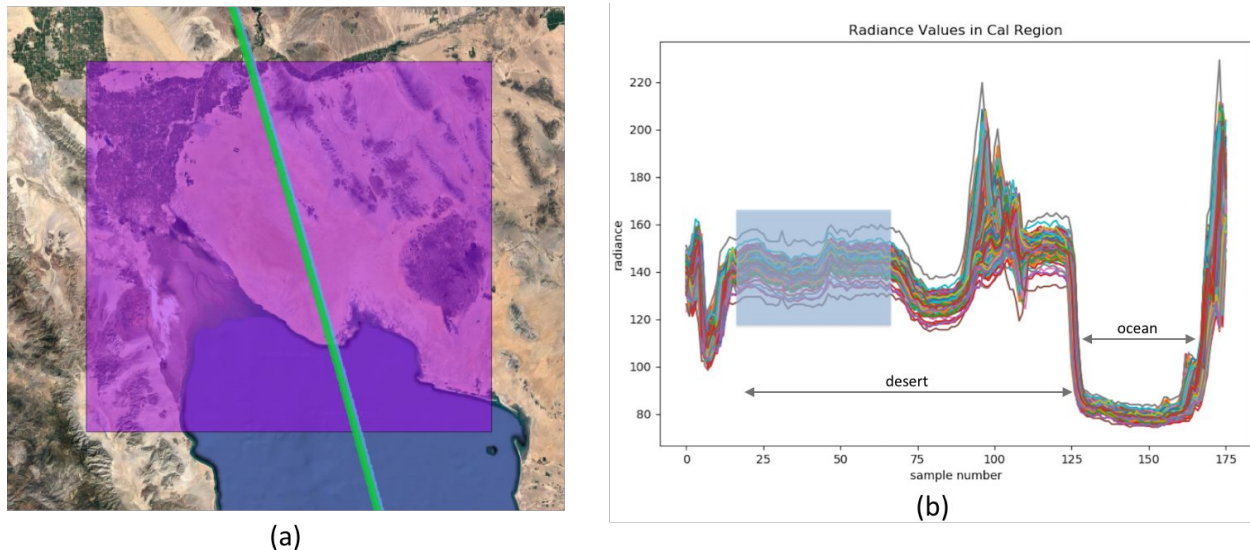 (a)
Radiance Values in Cal Region
radiance
220
200
180
160
140
120
100
80
desert
ocean
0
25
50
75
100
125
150
175
sample number
(b)